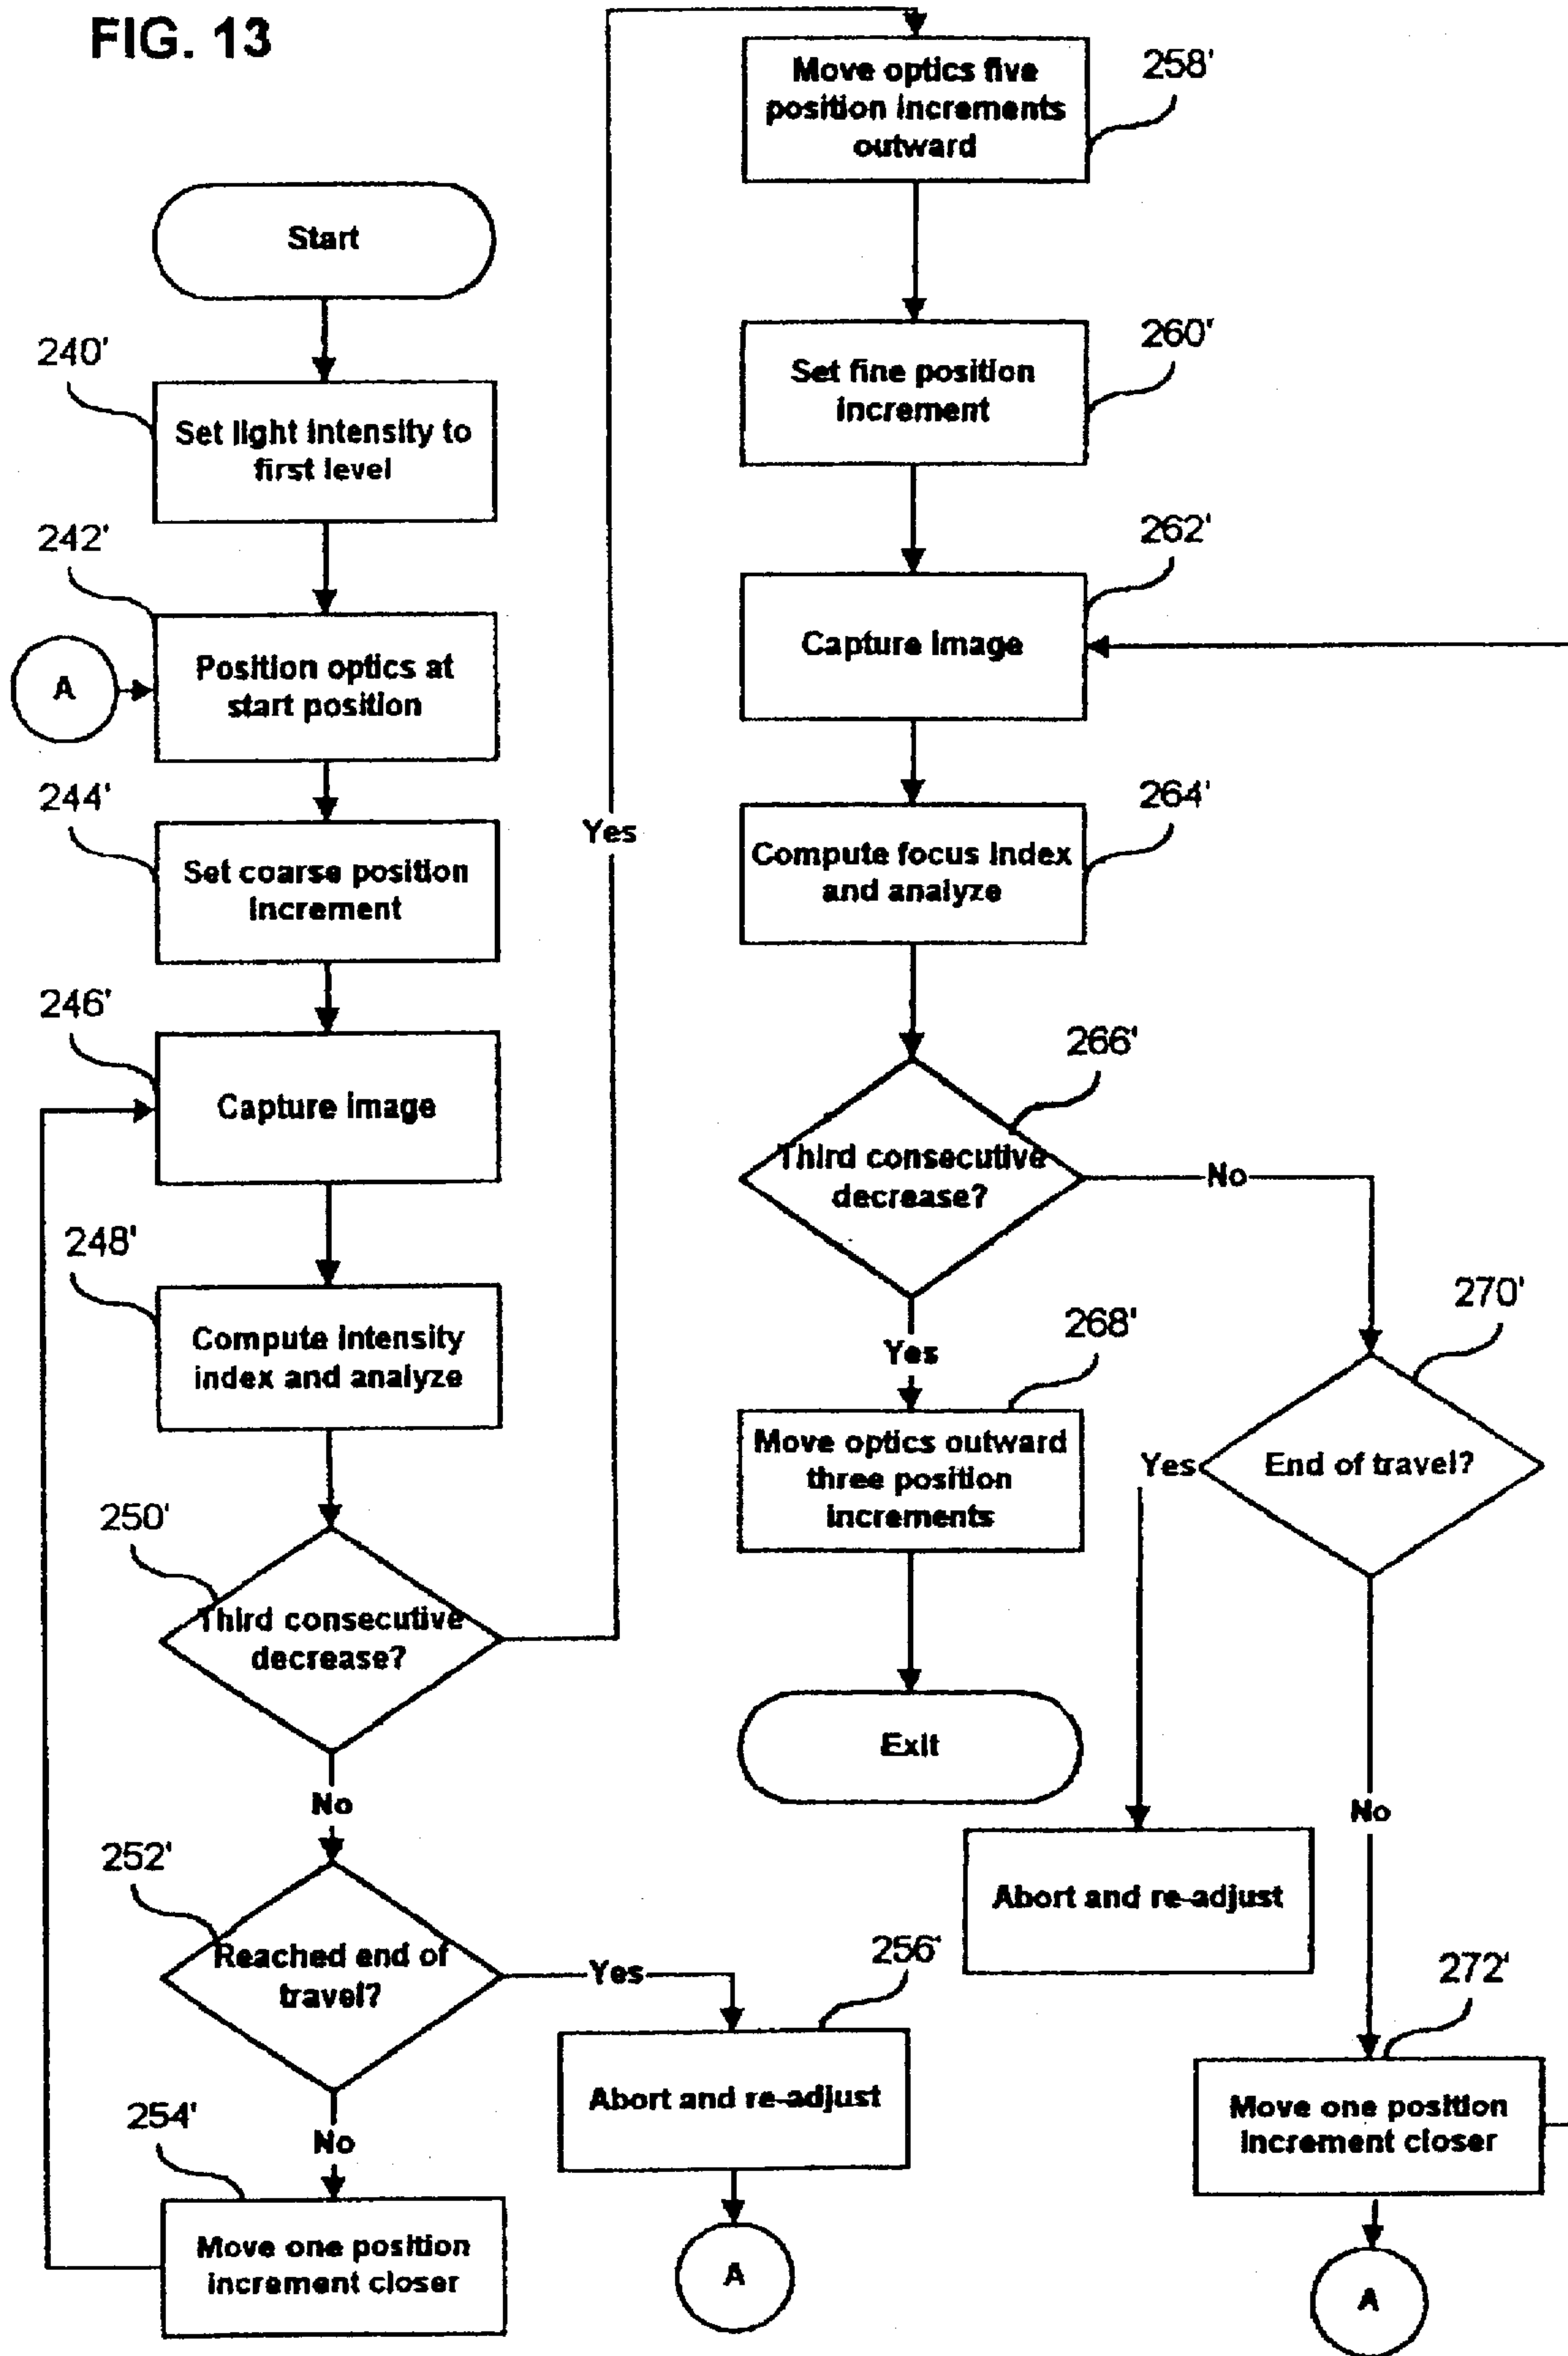 FIG. 13
Start
240'
Set light intensity to
first level
242'
A
Position optics at
start position
244'
Set coarse position
increment
246'
Capture image
248'
Compute intensity
index and analyze
250'
Third consecutive
decrease?
Yes
No
252'
Reached end of
travel?
Yes
256'
Abort and re-adjust
A
No
254'
Move one position
increment closer
258'
Move optics five
position increments
outward
260'
Set fine position
increment
262'
Capture image
264'
Compute focus index
and analyze
266'
Third consecutive
decrease?
No
Yes
268'
Move optics outward
three position
increments
Exit
270'
End of travel?
Yes
Abort and re-adjust
No
272'
Move one position
increment closer
A